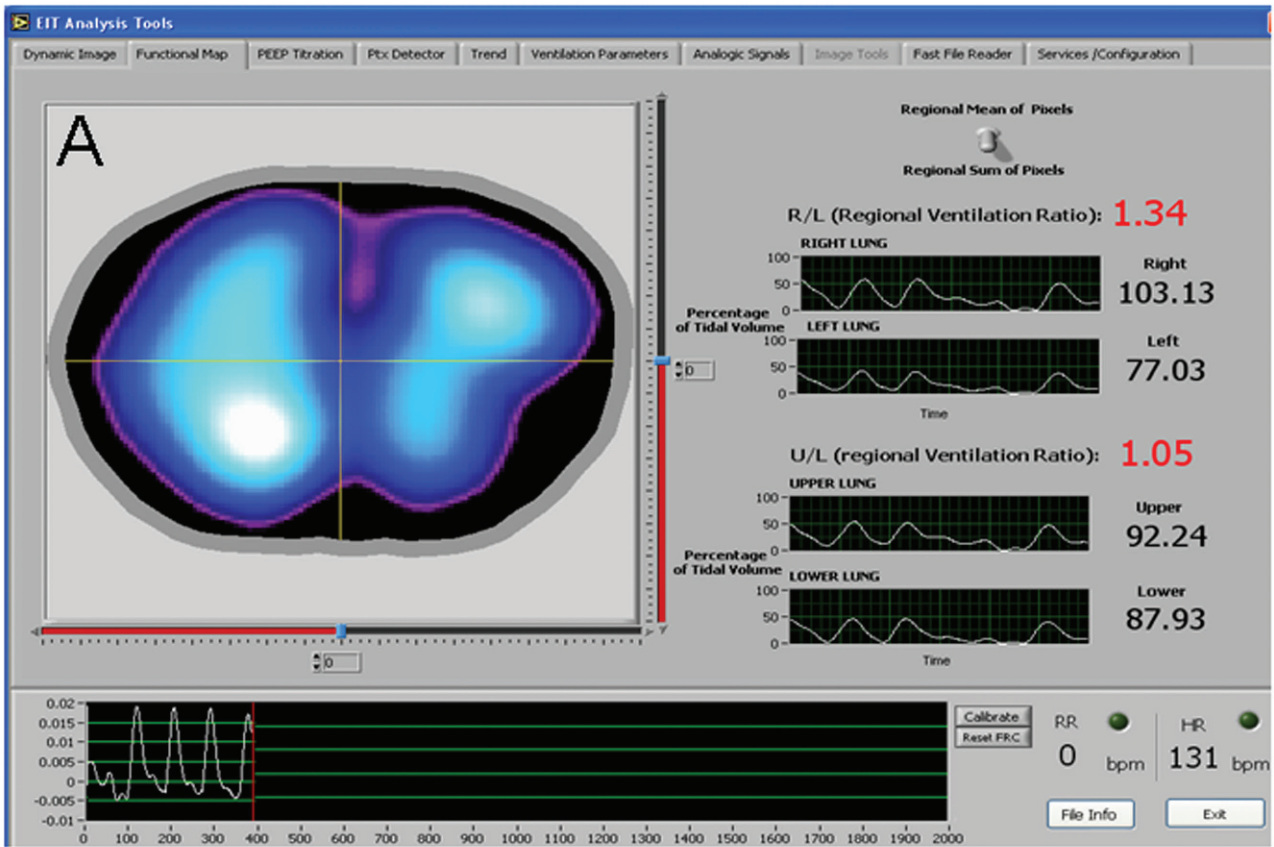 EIT Analysis Tools
Dynamic Image Functional Map PEEP Titration Ptx Detector Trend Ventilation Parameters Analogic Signals Image Tools Fast File Reader Services /Configuration
A
Regional Mean of Pixels
Regional Sum of Pixels
R/L (Regional Ventilation Ratio): 1.34
RIGHT LUNG
100
50
0
Right
103.13
Percentage
of Tidal Volume
LEFT LUNG
100
50
0
Left
77.03
Time
0
U/L (regional Ventilation Ratio): 1.05
UPPER LUNG
100
50
0
Upper
92.24
Percentage
of Tidal Volume
LOWER LUNG
100
50
0
Lower
87.93
Time
0
0.02
0.015
0.01
0.005
0
-0.005
-0.01
0 100 200 300 400 500 600 700 800 900 1000 1100 1200 1300 1400 1500 1600 1700 1800 1900 2000
Calibrate
Reset FRC
RR
0 bpm
HR
131 bpm
File Info
Exit